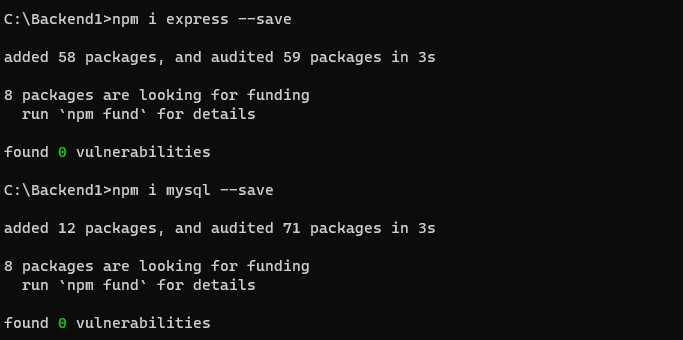 C:\Backend1>npm i express --save
added 58 packages, and audited 59 packages in 3s
8 packages are looking for funding
  run `npm fund` for details
found 0 vulnerabilities
C:\Backend1>npm i mysql --save
added 12 packages, and audited 71 packages in 3s
8 packages are looking for funding
  run `npm fund` for details
found 0 vulnerabilities